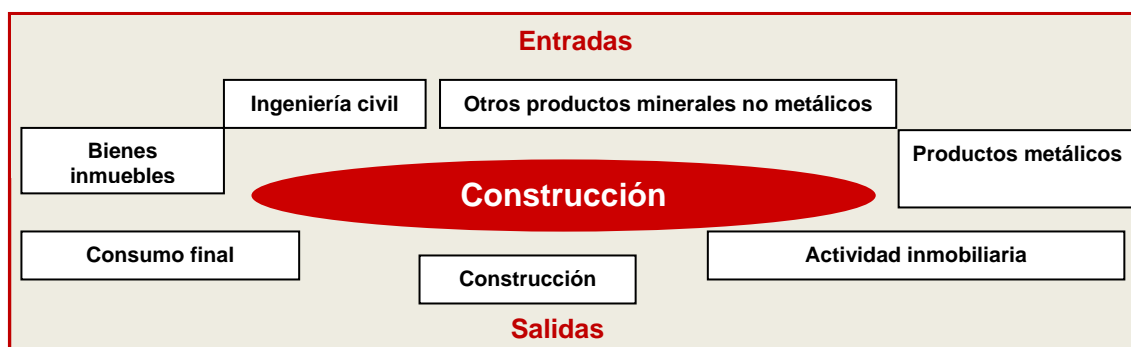 Entradas
Ingeniería civil
Otros productos minerales no metálicos
Bienes
inmuebles
Productos metálicos
Construcción
Consumo final
Actividad inmobiliaria
Construcción
Salidas